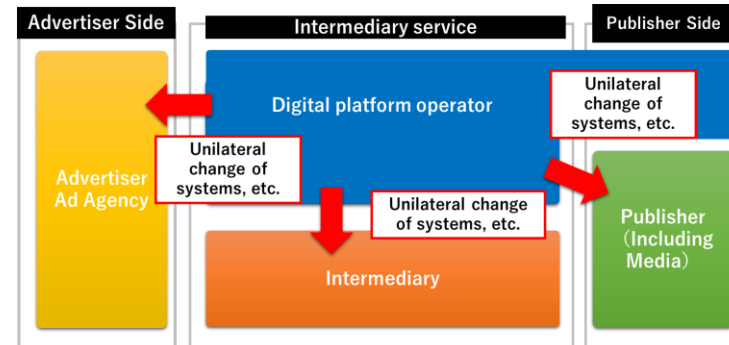 Advertiser Side
Intermediary service
Publisher Side
Digital platform operator
Unilateral
change of
systems, etc.
Unilateral
change of
systems, etc.
Advertiser
Ad Agency
Unilateral change
of systems, etc.
Publisher
（Including
Media）
Intermediary